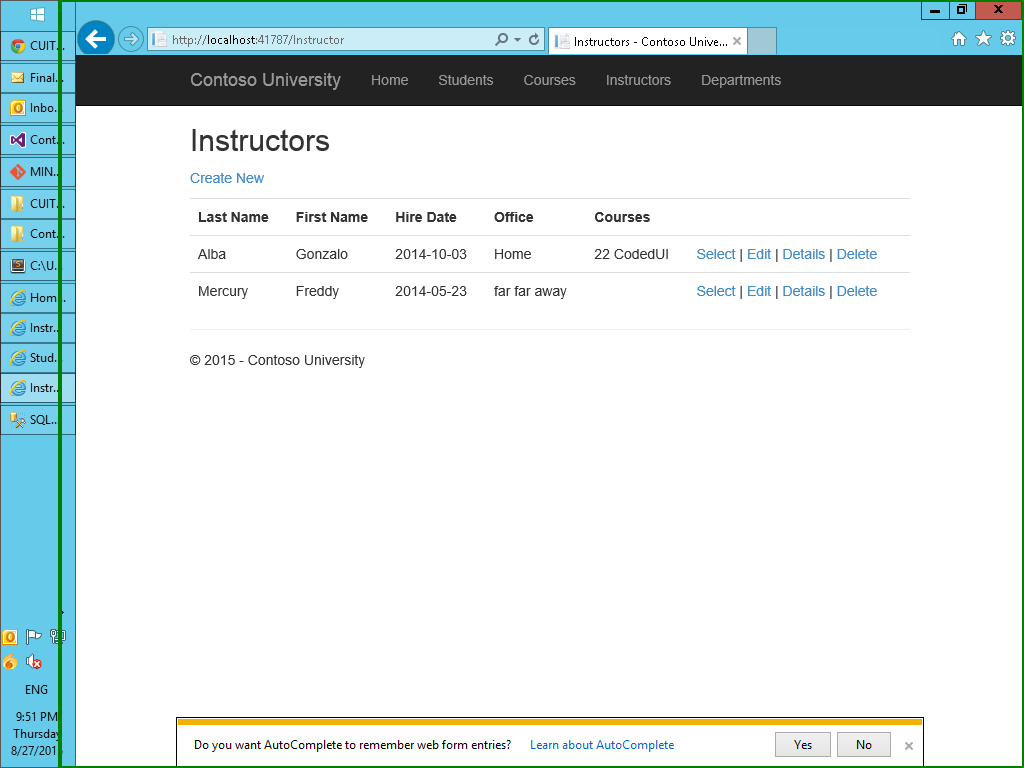 CUIT...
Final...
Inbo...
Cont...
MIN...
CUIT...
Cont...
C:\U...
Hom...
Instr...
Stud...
Instr...
SQL...
ENG
9:51 PM
Thursday
8/27/201
http://localhost:41787/Instructor
Instructors - Contoso Unive...
Contoso University Home Students Courses Instructors Departments
Instructors
Create New
Last Name First Name Hire Date Office Courses
Alba Gonzalo 2014-10-03 Home 22 CodedUI Select | Edit | Details | Delete
Mercury Freddy 2014-05-23 far far away Select | Edit | Details | Delete
© 2015 - Contoso University
Do you want AutoComplete to remember web form entries? Learn about AutoComplete Yes No